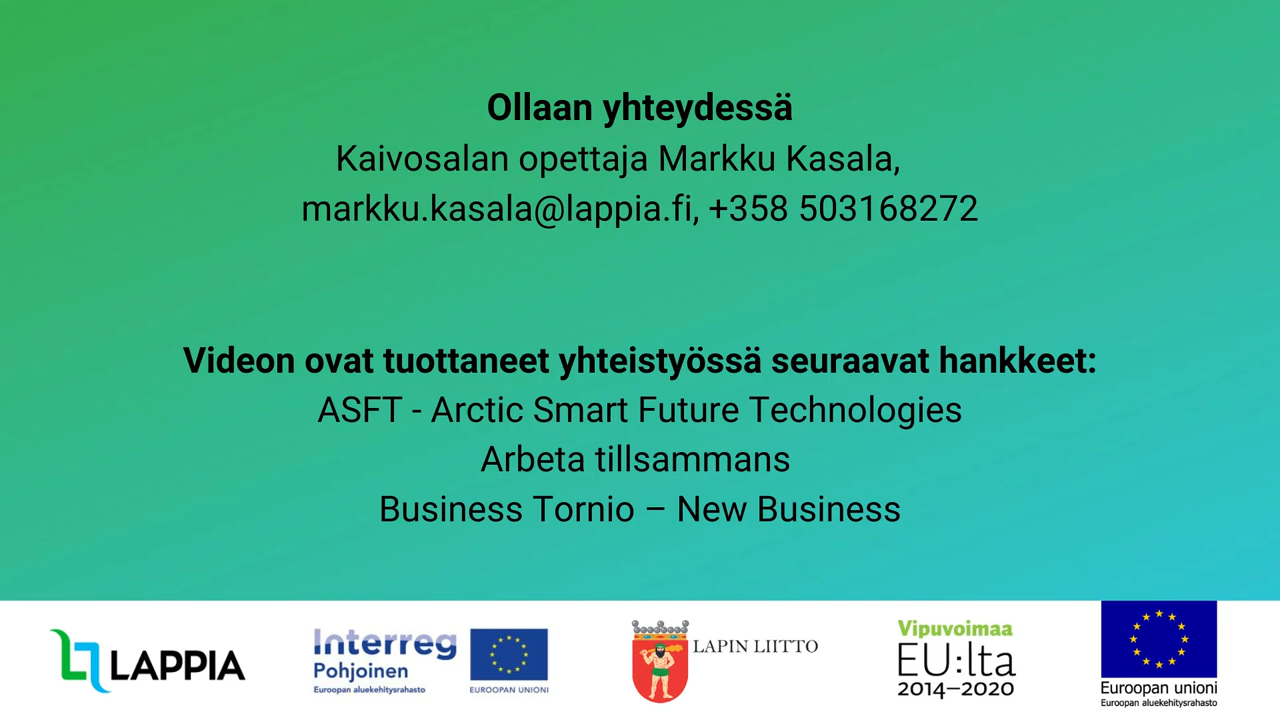 Ollaan yhteydessä
Kaivosalan opettaja Markku Kasala,
markku.kasala@lappia.fi, +358 503168272
Videon ovat tuottaneet yhteistyössä seuraavat hankkeet:
ASFT - Arctic Smart Future Technologies
Arbeta tillsammans
Business Tornio – New Business
LAPPIA
Interreg
Pohjoinen
Euroopan aluekehitysrahasto
EUROOPAN UNIONI
LAPIN LIITTO
Vipuvoimaa
EU:lta
2014–2020
Euroopan unioni
Euroopan aluekehitysrahasto